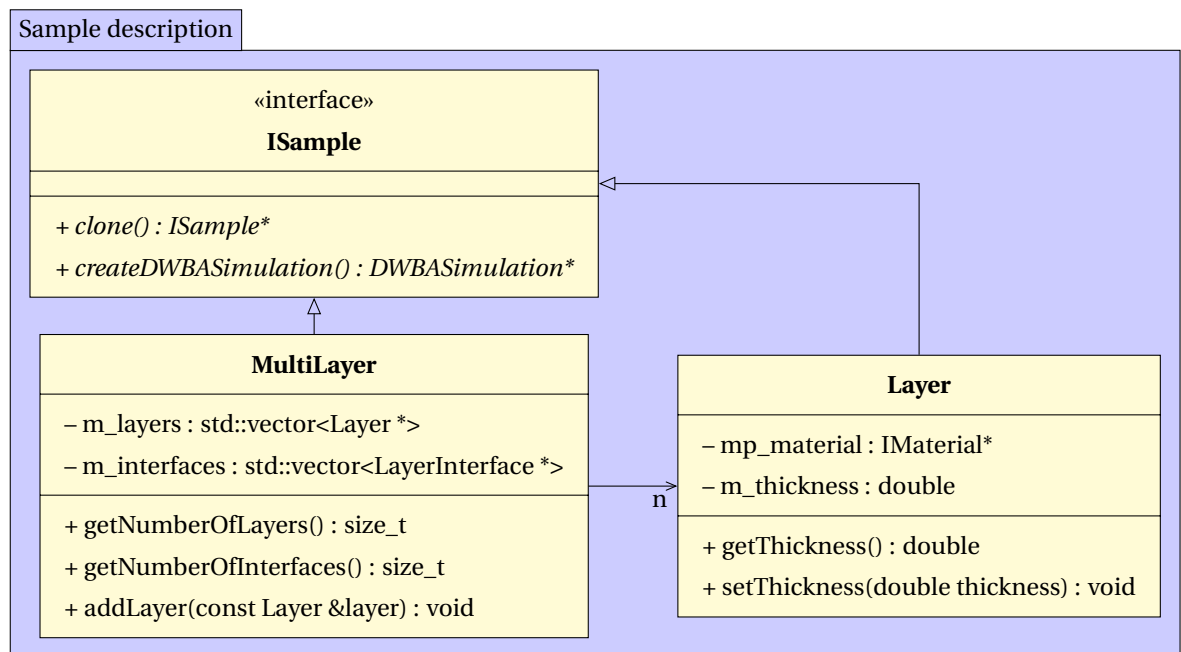 Sample description
«interface»
ISample
+ clone() : ISample*
+ createDWBASimulation() : DWBASimulation*
MultiLayer
– m_layers : std::vector<Layer *>
– m_interfaces : std::vector<LayerInterface *>
+ getNumberOfLayers() : size_t
+ getNumberOfInterfaces() : size_t
+ addLayer(const Layer &layer) : void
n
Layer
– mp_material : IMaterial*
– m_thickness : double
+ getThickness() : double
+ setThickness(double thickness) : void